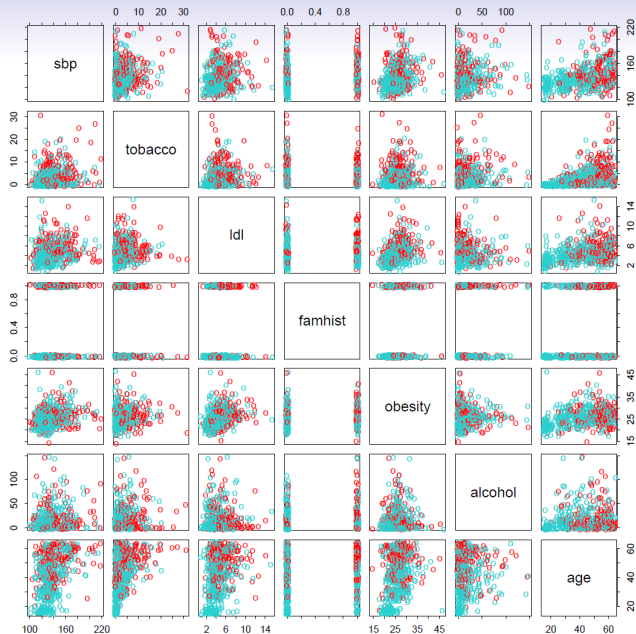 0 10 20 30
0.0 0.4 0.8
0 50 100
sbp
100 160 220
0 10 20 30
tobacco
ldl
2 6 10 14
0.0 0.4 0.8
famhist
obesity
15 25 35 45
0 50 100
alcohol
age
20 40 60
100 160 220
2 6 10 14
15 25 35 45
20 40 60